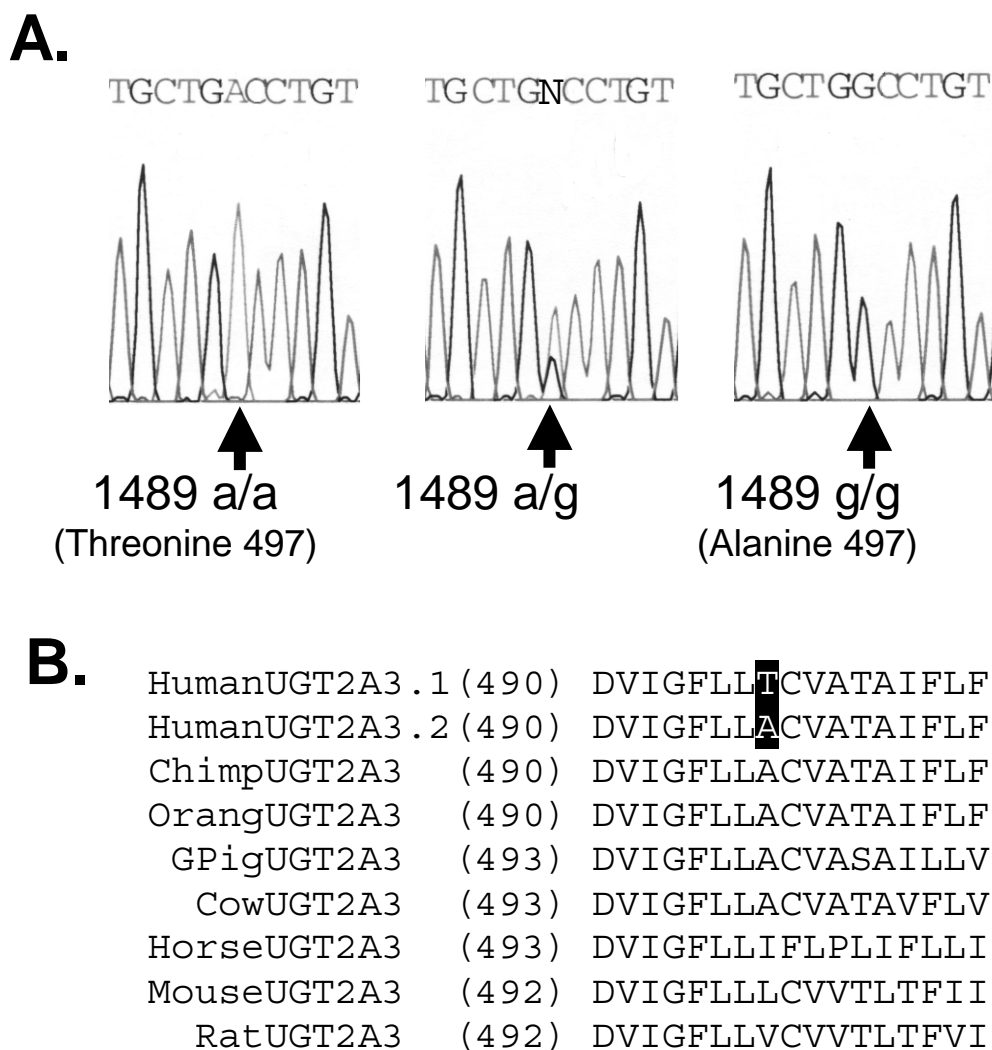 A.
TGCTGACCTGT TGCTGNCCTGT TGCTGGCCTGT
1489 a/a 1489 a/g 1489 g/g
(Threonine 497) (Alanine 497)
B.
HumanUGT2A3.1 (490) DVIGFLLTCVATAIFLF
HumanUGT2A3.2 (490) DVIGFLLACVATAIFLF
ChimpUGT2A3 (490) DVIGFLLACVATAIFLF
OrangUGT2A3 (490) DVIGFLLACVATAIFLF
GPigUGT2A3 (493) DVIGFLLACVASAILLV
CowUGT2A3 (493) DVIGFLLACVATAVFLV
HorseUGT2A3 (493) DVIGFLLIFLPLIFLLI
MouseUGT2A3 (492) DVIGFLLLCVVTLTFII
RatUGT2A3 (492) DVIGFLLVCVVTLTFVI